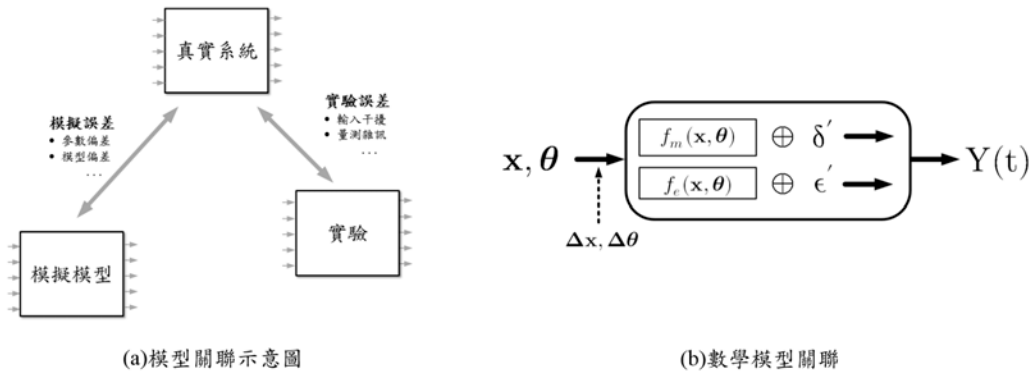 真實系統
模擬誤差
• 參數偏差
• 模型偏差
...
實驗誤差
• 輸入干擾
• 量測雜訊
...
模擬模型
實驗
(a)模型關聯示意圖
x, θ
Δx, Δθ
f_m(x, θ) ⊕ δ′
f_e(x, θ) ⊕ ϵ′
Y(t)
(b)數學模型關聯